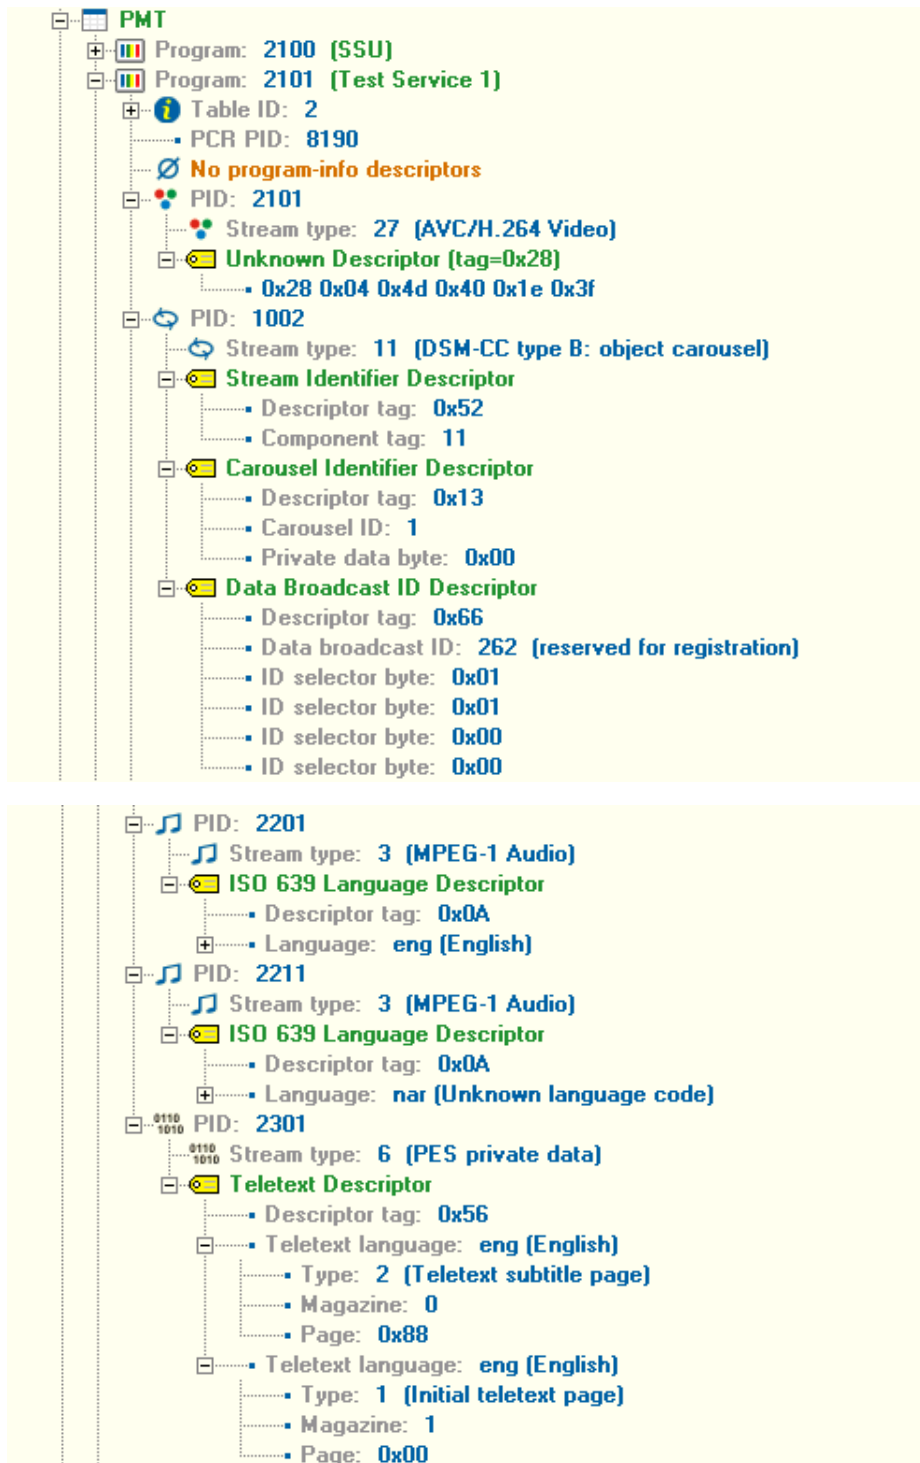 PMT
Program: 2100 (SSU)
Program: 2101 (Test Service 1)
Table ID: 2
PCR PID: 8190
No program-info descriptors
PID: 2101
Stream type: 27 (AVC/H.264 Video)
Unknown Descriptor (tag=0x28)
0x28 0x04 0x4d 0x40 0x1e 0x3f
PID: 1002
Stream type: 11 (DSM-CC type B: object carousel)
Stream Identifier Descriptor
Descriptor tag: 0x52
Component tag: 11
Carousel Identifier Descriptor
Descriptor tag: 0x13
Carousel ID: 1
Private data byte: 0x00
Data Broadcast ID Descriptor
Descriptor tag: 0x66
Data broadcast ID: 262 (reserved for registration)
ID selector byte: 0x01
ID selector byte: 0x01
ID selector byte: 0x00
ID selector byte: 0x00
PID: 2201
Stream type: 3 (MPEG-1 Audio)
ISO 639 Language Descriptor
Descriptor tag: 0x0A
Language: eng (English)
PID: 2211
Stream type: 3 (MPEG-1 Audio)
ISO 639 Language Descriptor
Descriptor tag: 0x0A
Language: nar (Unknown language code)
0110
1010 PID: 2301
0110
1010 Stream type: 6 (PES private data)
Teletext Descriptor
Descriptor tag: 0x56
Teletext language: eng (English)
Type: 2 (Teletext subtitle page)
Magazine: 0
Page: 0x88
Teletext language: eng (English)
Type: 1 (Initial teletext page)
Magazine: 1
Page: 0x00